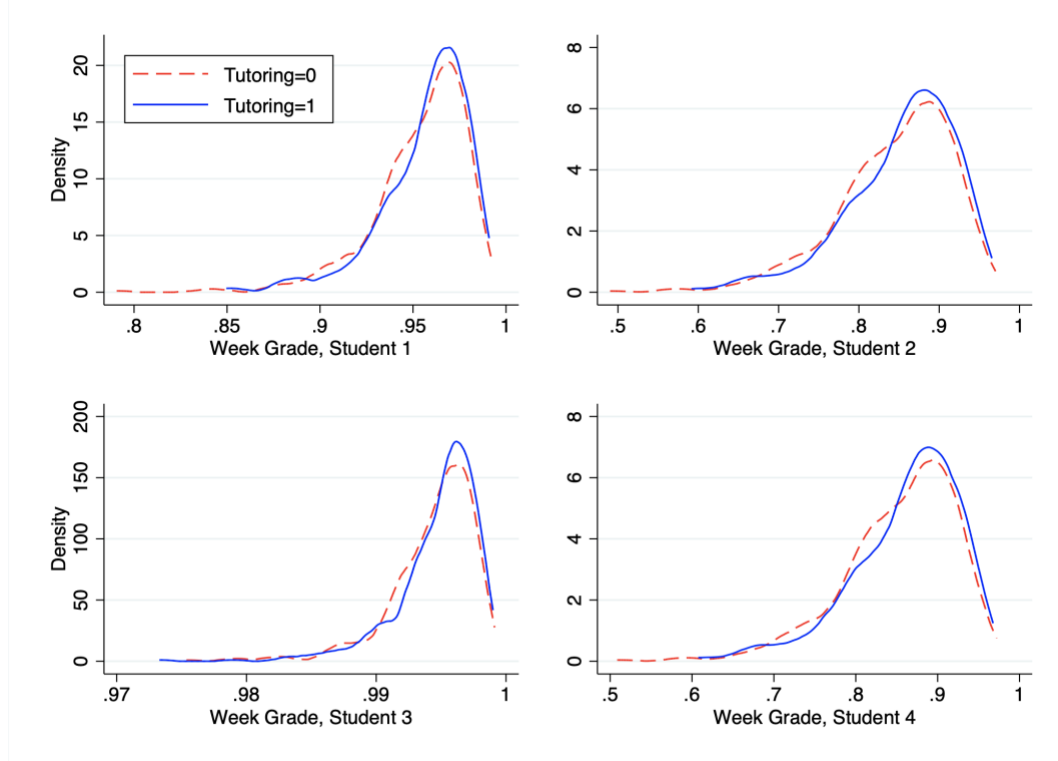 Density
20
15
10
5
0
Tutoring=0
Tutoring=1
.8 .85 .9 .95 1
Week Grade, Student 1
8
6
4
2
0
.5 .6 .7 .8 .9 1
Week Grade, Student 2
Density
200
150
100
50
0
.97 .98 .99 1
Week Grade, Student 3
8
6
4
2
0
.5 .6 .7 .8 .9 1
Week Grade, Student 4